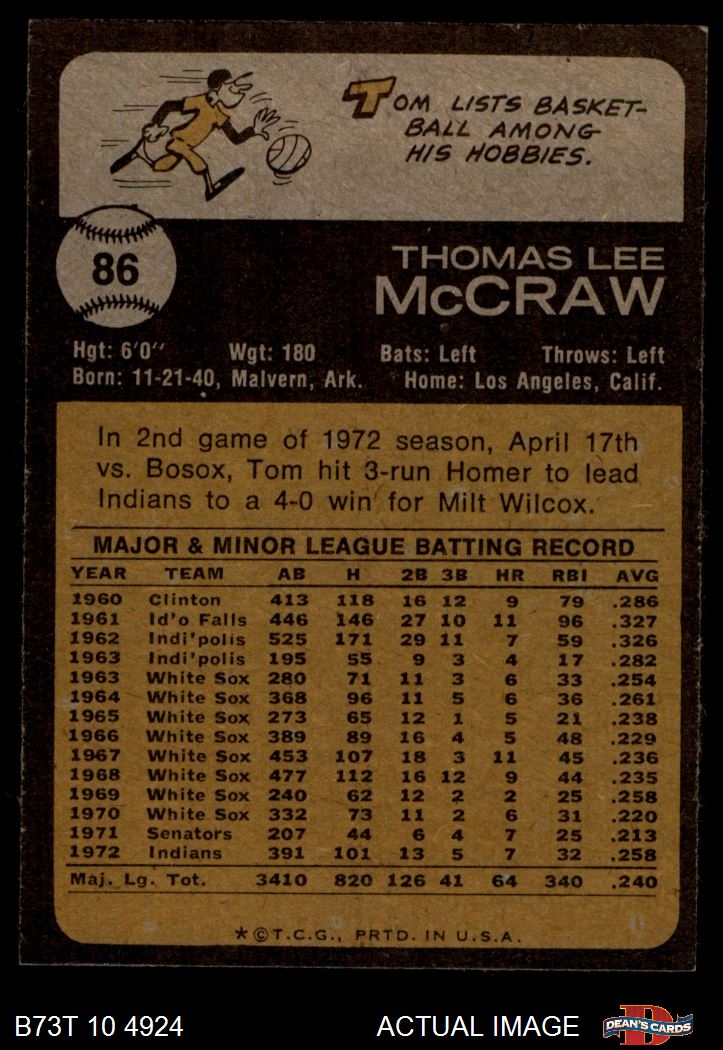 TOM LISTS BASKET-
BALL AMONG
HIS HOBBIES.
86
THOMAS LEE
McCRAW
Hgt: 6'0" Wgt: 180 Bats: Left Throws: Left
Born: 11-21-40, Malvern, Ark. Home: Los Angeles, Calif.
In 2nd game of 1972 season, April 17th
vs. Bosox, Tom hit 3-run Homer to lead
Indians to a 4-0 win for Milt Wilcox.
MAJOR & MINOR LEAGUE BATTING RECORD
YEAR TEAM AB H 2B 3B HR RBI AVG
1960 Clinton 413 118 16 12 9 79 .286
1961 Id'o Falls 446 146 27 10 11 96 .327
1962 Indi'polis 525 171 29 11 7 59 .326
1963 Indi'polis 195 55 9 3 4 17 .282
1963 White Sox 280 71 11 3 6 33 .254
1964 White Sox 368 96 11 5 6 36 .261
1965 White Sox 273 65 12 1 5 21 .238
1966 White Sox 389 89 16 4 5 48 .229
1967 White Sox 453 107 18 3 11 45 .236
1968 White Sox 477 112 16 12 9 44 .235
1969 White Sox 240 62 12 2 2 25 .258
1970 White Sox 332 73 11 2 6 31 .220
1971 Senators 207 44 6 4 7 25 .213
1972 Indians 391 101 13 5 7 32 .258
Maj. Lg. Tot. 3410 820 126 41 64 340 .240
*©T.C.G., PRTD. IN U.S.A.
B73T 10 4924 ACTUAL IMAGE DEAN'S CARDS